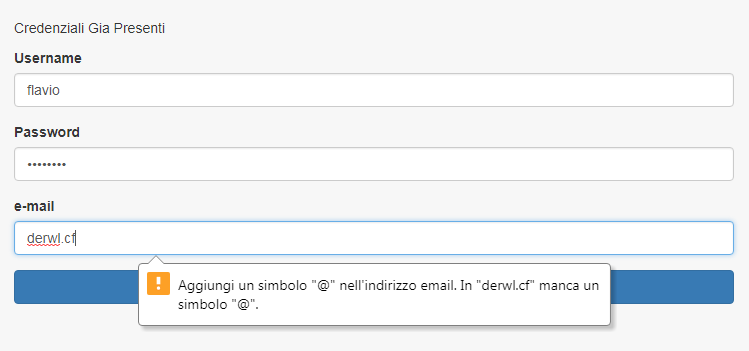 Credenziali Gia Presenti
Username
flavio
Password
••••••••
e-mail
derwl.cf
Aggiungi un simbolo "@" nell'indirizzo email. In "derwl.cf" manca un
simbolo "@".